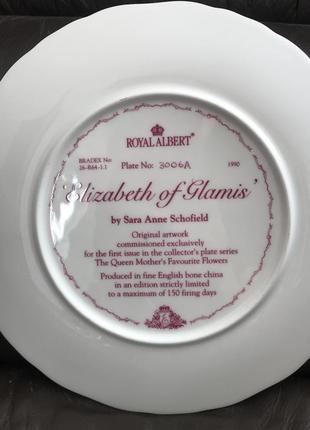 ROYAL ALBERT®
BRADEX No: Plate No: 3006A 1990
26-R64-1.1
'Elizabeth of Glamis'
by Sara Anne Schofield
Original artwork
commissioned exclusively
for the first issue in the collector's plate series
The Queen Mother's Favourite Flowers
Produced in fine English bone china
in an edition strictly limited
to a maximum of 150 firing days